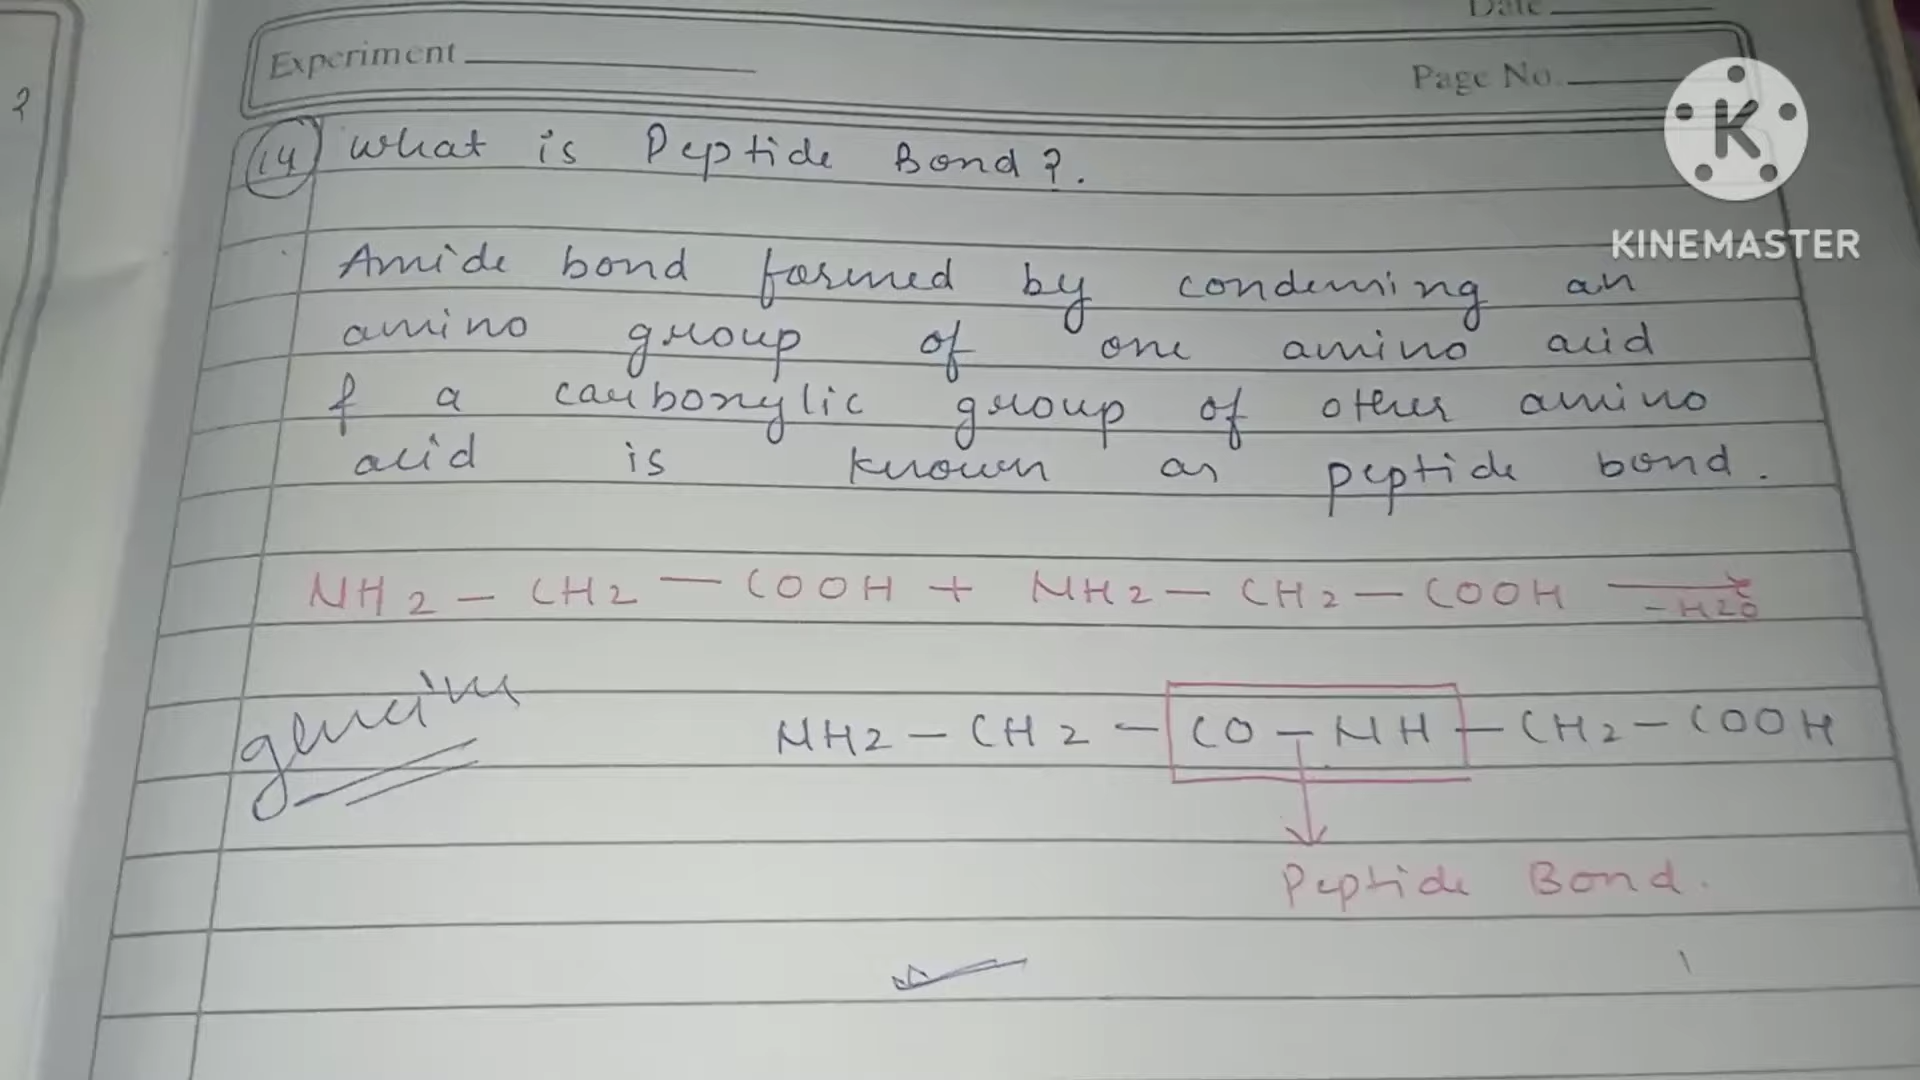 Date
Experiment
Page No.
?
14 What is Peptide Bond?.
K
KINEMASTER
Amide bond formed by condensing an
amino group of one amino acid
& a carboxylic group of other amino
acid is known as peptide bond.
NH2 - CH2 - COOH + NH2 - CH2 - COOH → -H2O
NH2 - CH2 - CO - NH - CH2 - COOH
Peptide Bond.